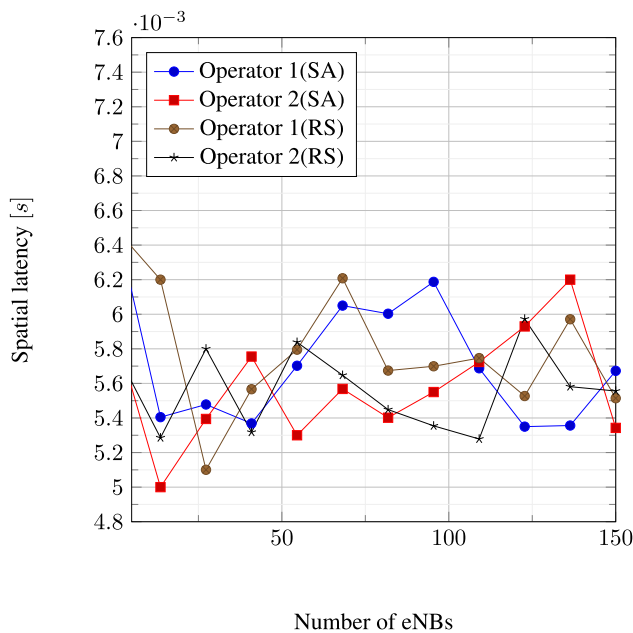 ·10⁻³
7.6
7.4
7.2
7
6.8
6.6
6.4
6.2
6
5.8
5.6
5.4
5.2
5
4.8
Spatial latency [s]
Operator 1(SA)
Operator 2(SA)
Operator 1(RS)
Operator 2(RS)
50 100 150
Number of eNBs